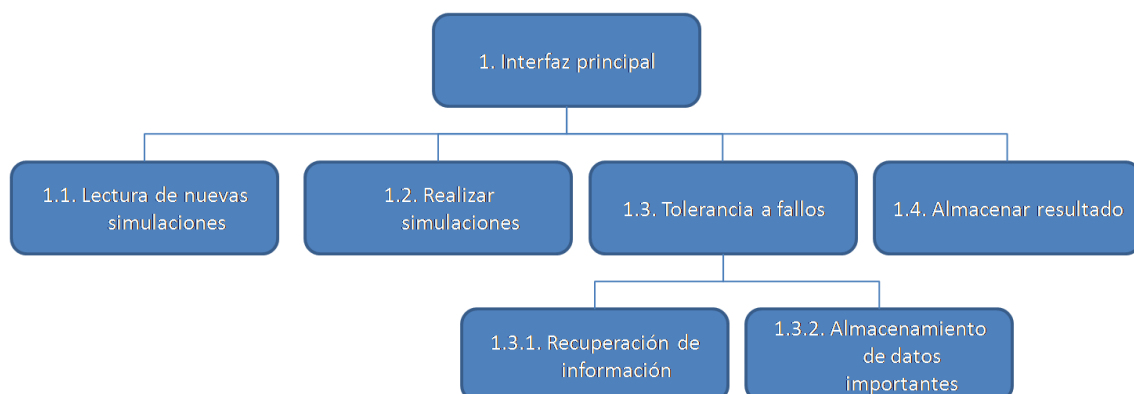 1. Interfaz principal
1.1. Lectura de nuevas
simulaciones
1.2. Realizar
simulaciones
1.3. Tolerancia a fallos
1.4. Almacenar resultado
1.3.1. Recuperación de
información
1.3.2. Almacenamiento
de datos
importantes